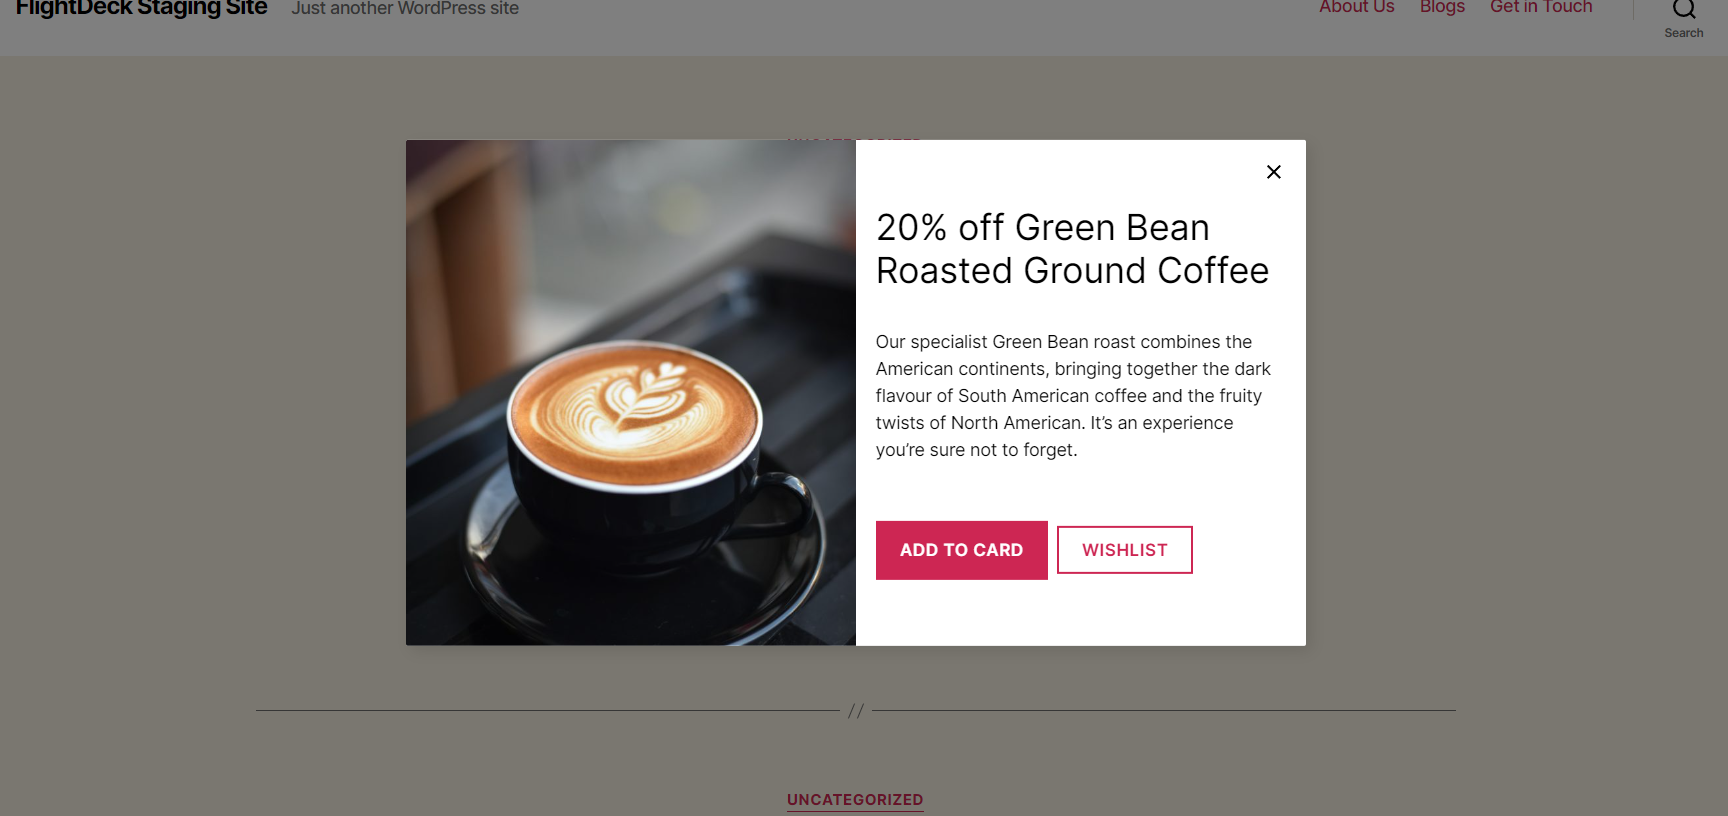 FlightDeck Staging Site Just another WordPress site About Us Blogs Get in Touch
Search
UNCATEGORIZED
20% off Green Bean
Roasted Ground Coffee
Our specialist Green Bean roast combines the
American continents, bringing together the dark
flavour of South American coffee and the fruity
twists of North American. It’s an experience
you’re sure not to forget.
ADD TO CARD WISHLIST
//
UNCATEGORIZED